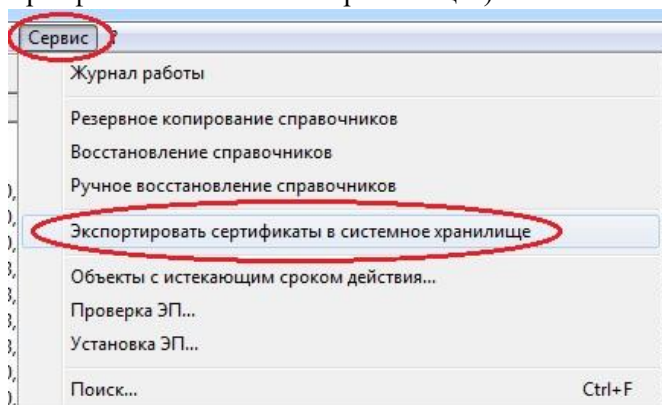 Сервис ?
Журнал работы
Резервное копирование справочников
Восстановление справочников
Ручное восстановление справочников
Экспортировать сертификаты в системное хранилище
Объекты с истекающим сроком действия...
Проверка ЭП...
Установка ЭП...
Поиск... Ctrl+F